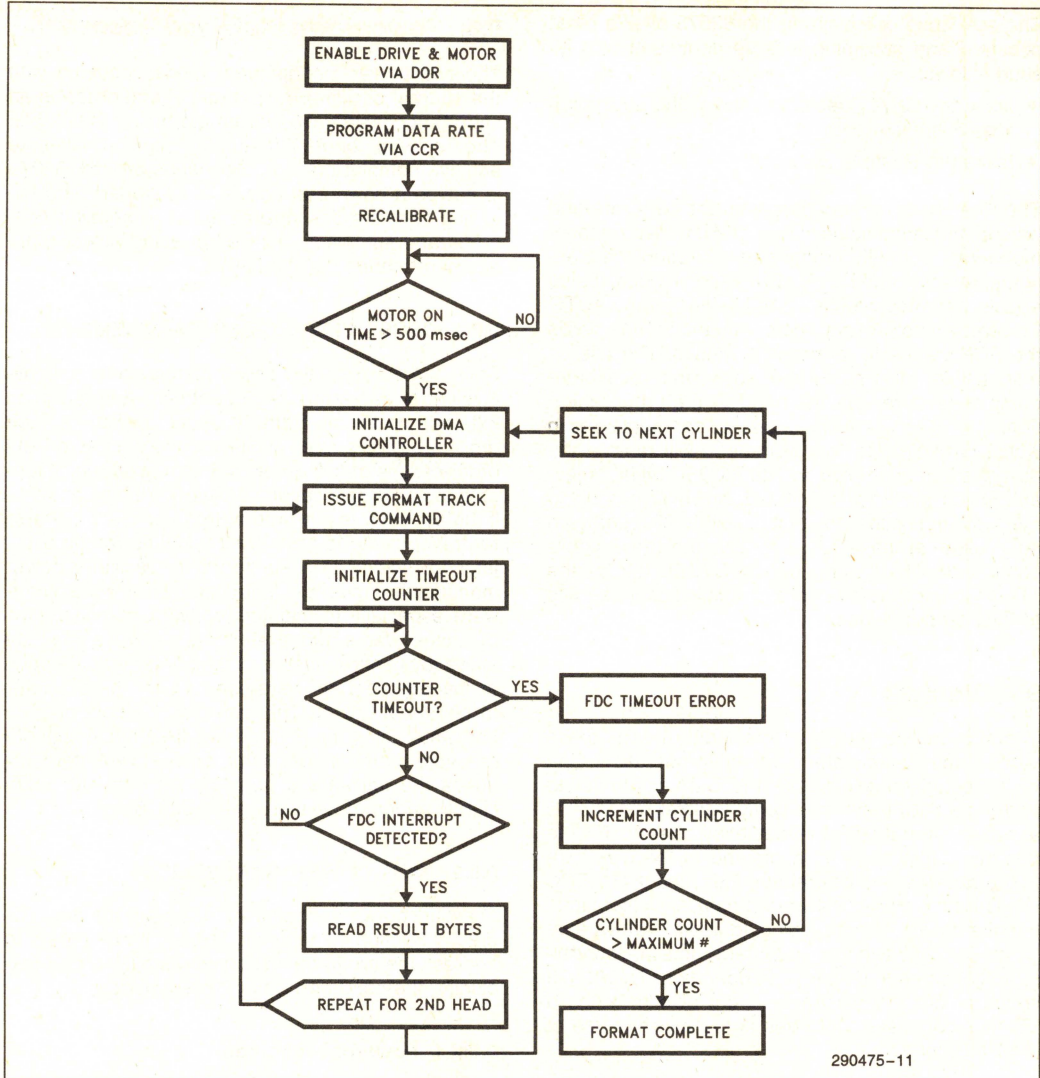 ENABLE DRIVE & MOTOR
VIA DOR
PROGRAM DATA RATE
VIA CCR
RECALIBRATE
MOTOR ON
TIME > 500 msec
NO
YES
INITIALIZE DMA
CONTROLLER
SEEK TO NEXT CYLINDER
ISSUE FORMAT TRACK
COMMAND
INITIALIZE TIMEOUT
COUNTER
COUNTER
TIMEOUT?
YES
FDC TIMEOUT ERROR
NO
FDC INTERRUPT
DETECTED?
NO
YES
READ RESULT BYTES
REPEAT FOR 2ND HEAD
INCREMENT CYLINDER
COUNT
CYLINDER COUNT
> MAXIMUM #
NO
YES
FORMAT COMPLETE
290475-11